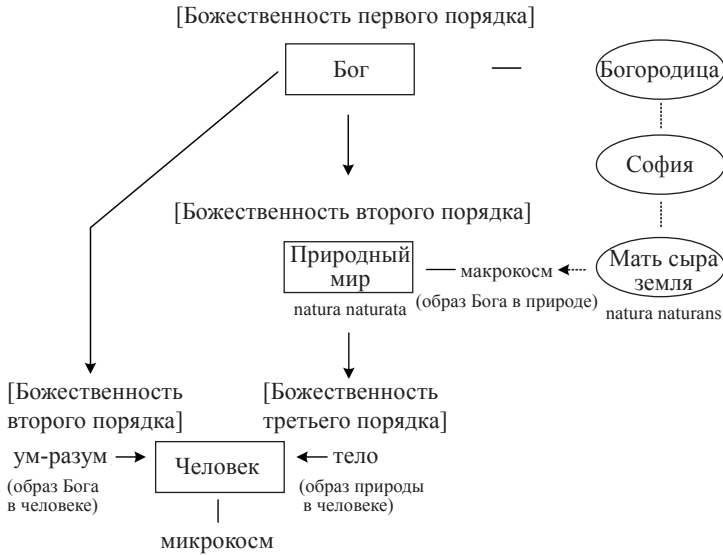 [Божественность первого порядка]
Бог
Богородица
София
[Божественность второго порядка]
Природный
мир
макрокосм
(образ Бога в природе)
Мать сыра
земля
natura naturata
natura naturans
[Божественность
второго порядка]
[Божественность
третьего порядка]
ум-разум
(образ Бога
в человеке)
Человек
тело
(образ природы
в человеке)
микрокосм